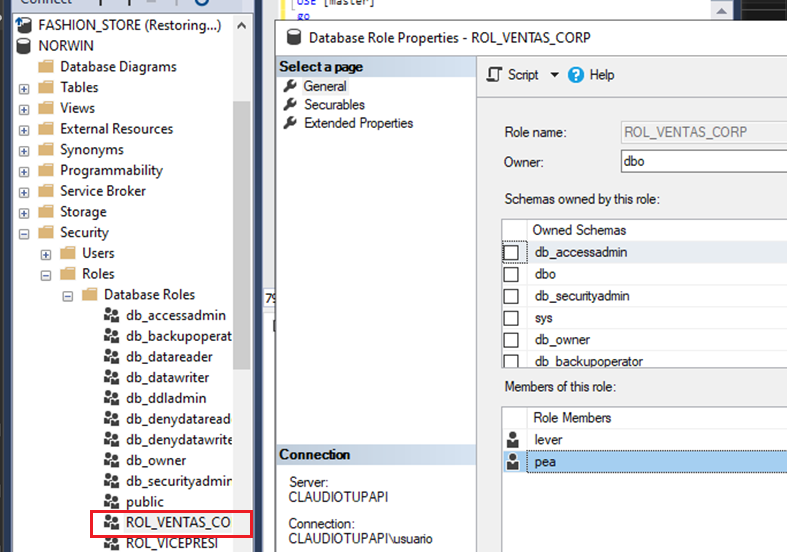 Connect
USE [master]
go
FASHION_STORE (Restoring...)
NORWIN
Database Diagrams
Tables
Views
External Resources
Synonyms
Programmability
Service Broker
Storage
Security
Users
Roles
Database Roles
db_accessadmin
db_backupoperat
db_datareader
db_datawriter
db_ddladmin
db_denydataread
db_denydatawrite
db_owner
db_securityadmin
public
ROL_VENTAS_CO
ROL_VICEPRESI
79
Database Role Properties - ROL_VENTAS_CORP
Select a page
General
Securables
Extended Properties
Connection
Server:
CLAUDIOTUPAPI
Connection:
CLAUDIOTUPAPI\usuario
Script
Help
Role name:
ROL_VENTAS_CORP
Owner:
dbo
Schemas owned by this role:
Owned Schemas
db_accessadmin
dbo
db_securityadmin
sys
db_owner
db_backupoperator
Members of this role:
Role Members
lever
pea